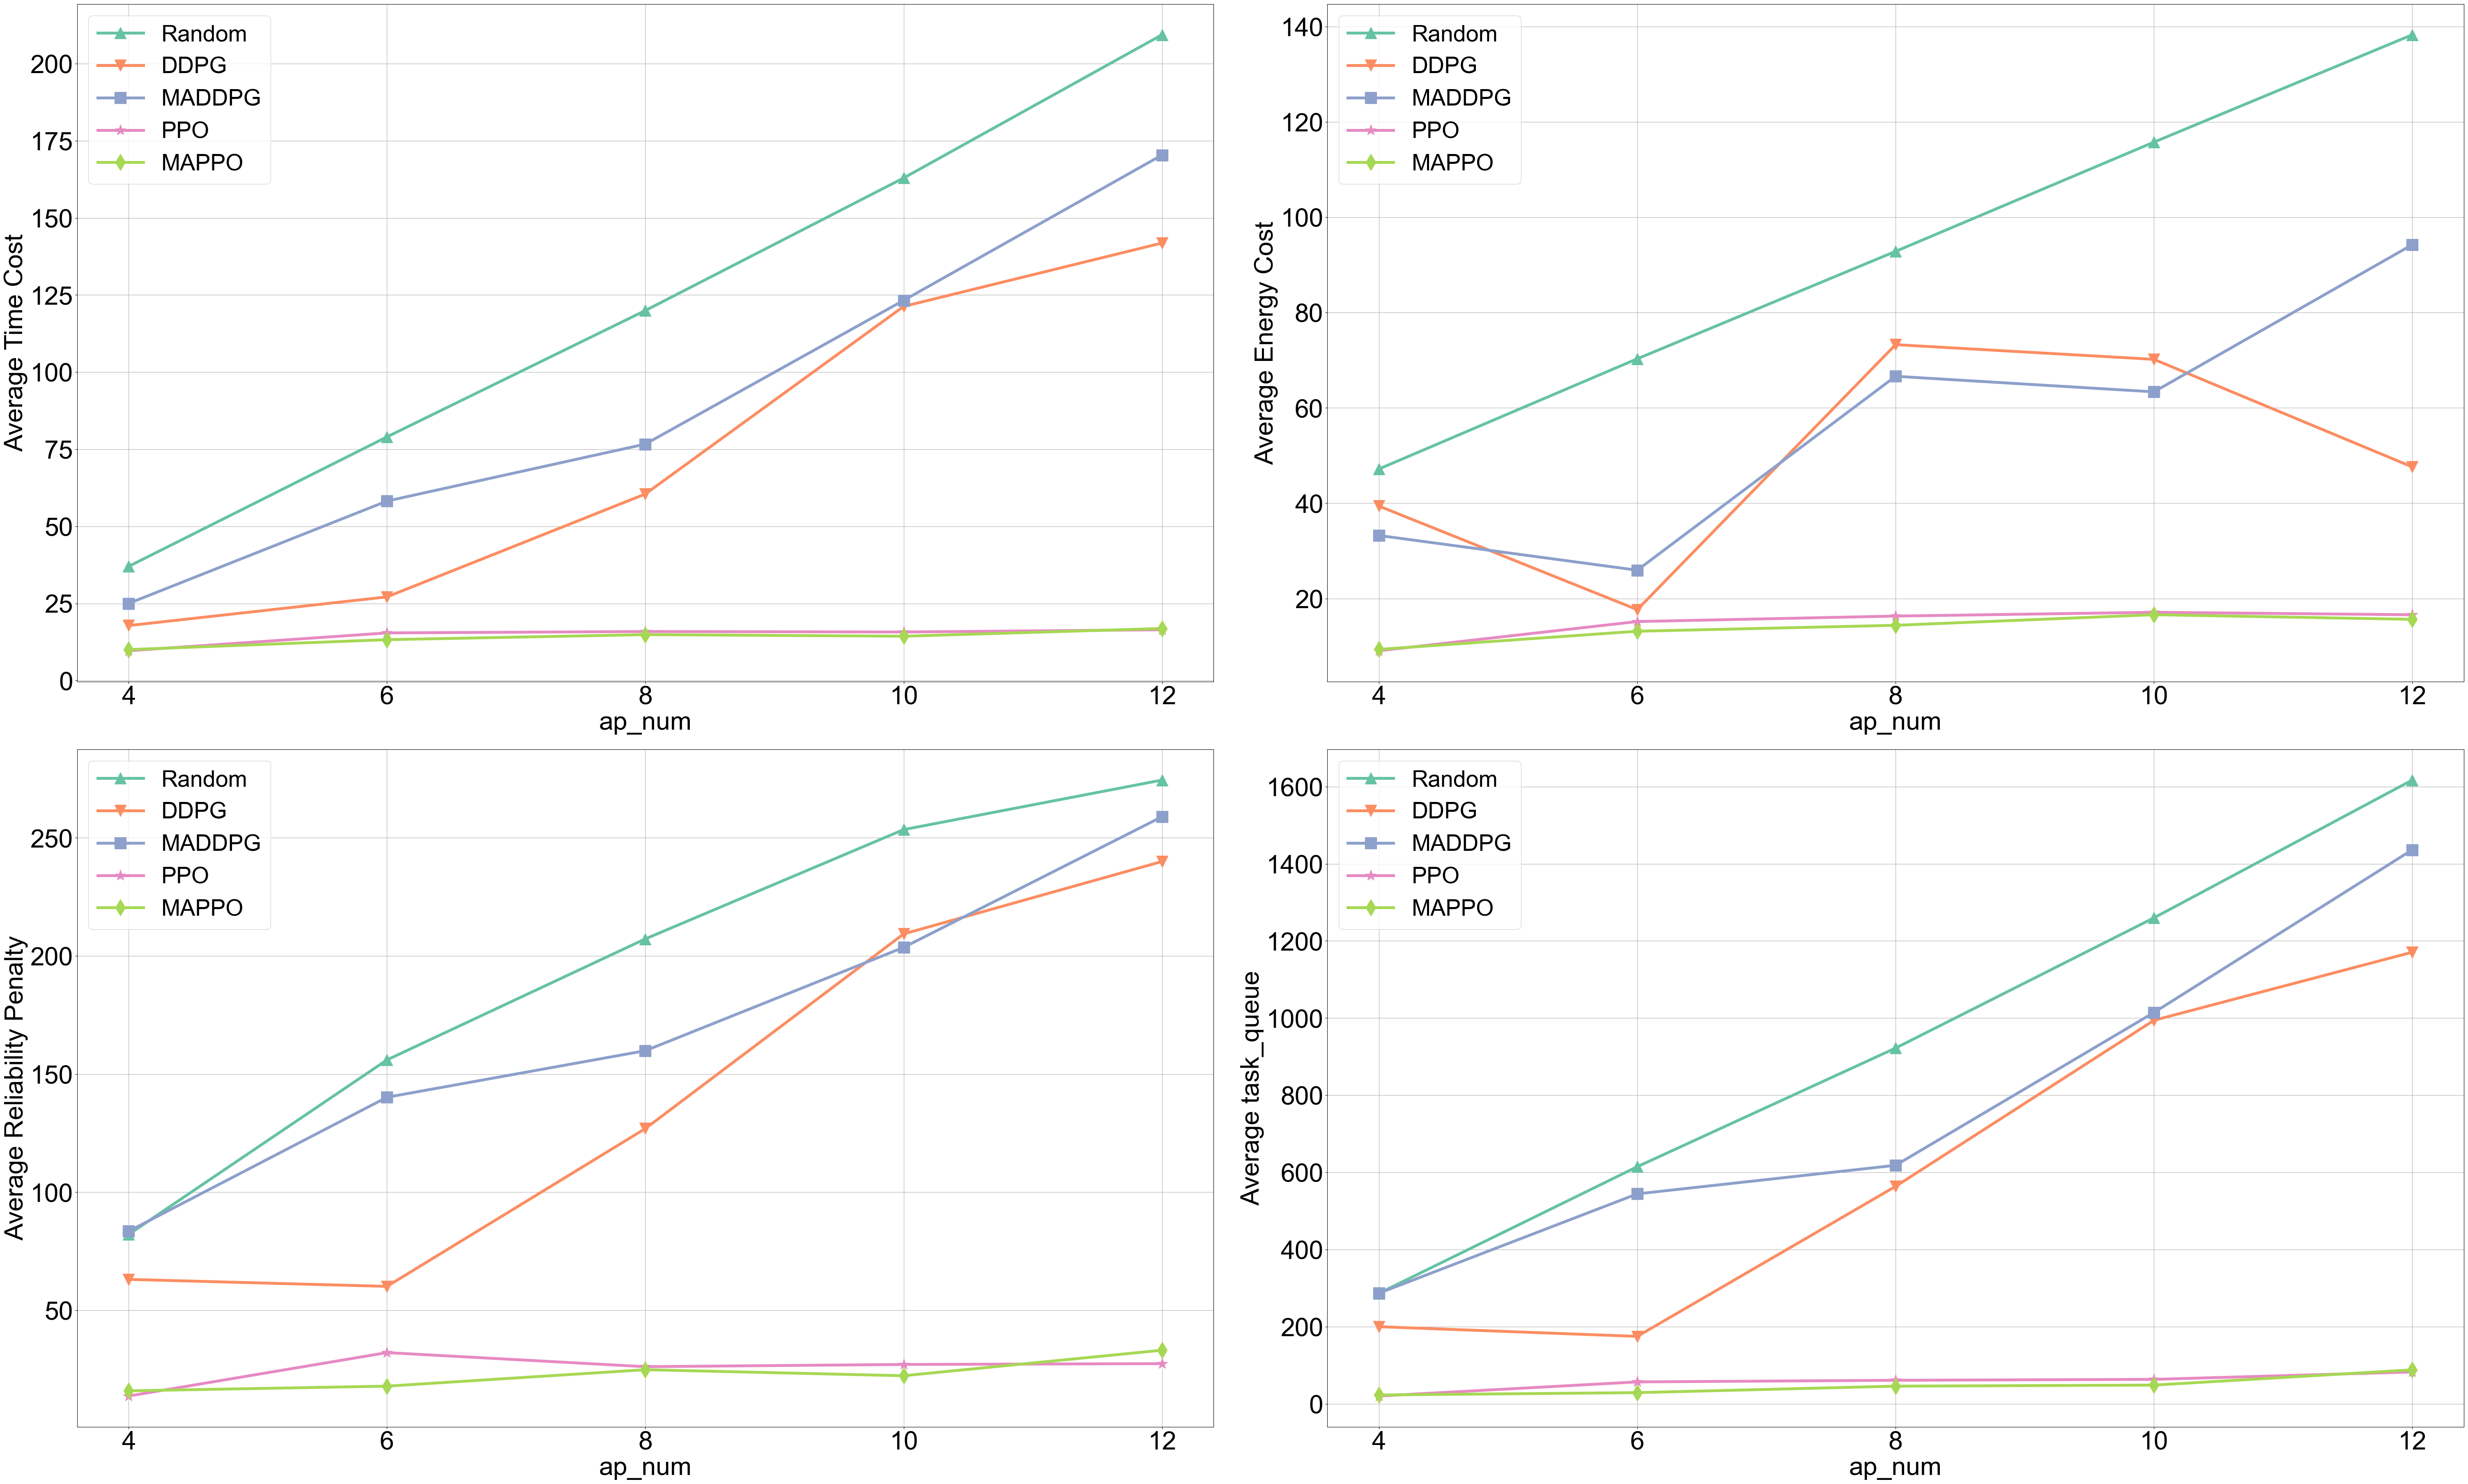 Average Time Cost
200
175
150
125
100
75
50
25
0
Random
DDPG
MADDPG
PPO
MAPPO
4 6 8 10 12
ap_num
Average Energy Cost
140
120
100
80
60
40
20
Random
DDPG
MADDPG
PPO
MAPPO
4 6 8 10 12
ap_num
Average Reliability Penalty
250
200
150
100
50
Random
DDPG
MADDPG
PPO
MAPPO
4 6 8 10 12
ap_num
Average task_queue
1600
1400
1200
1000
800
600
400
200
0
Random
DDPG
MADDPG
PPO
MAPPO
4 6 8 10 12
ap_num